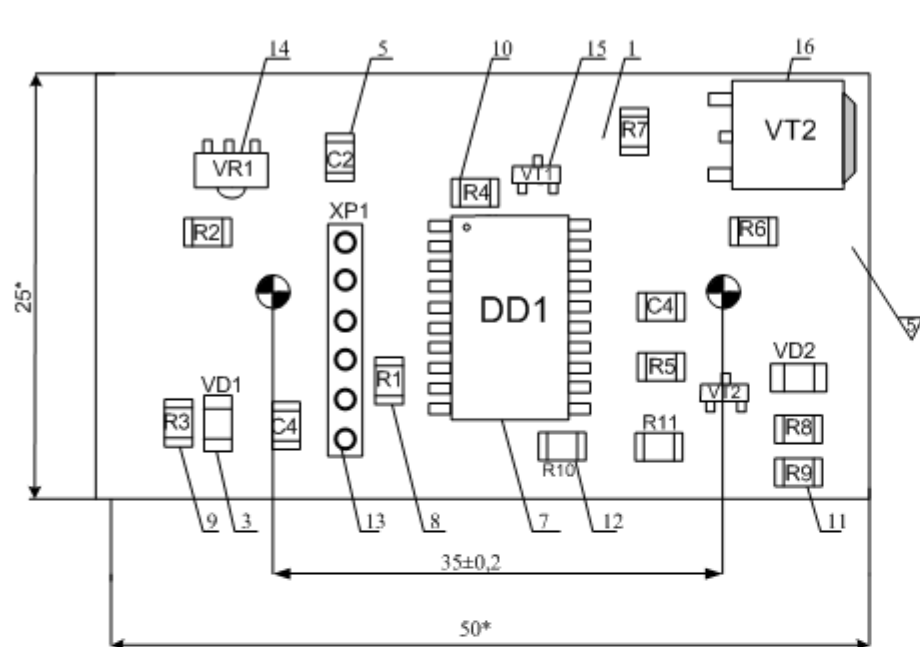 14
5
10
15
1
16
VR1
C2
R4
VT1
R7
VT2
R2
XP1
R6
25*
DD1
C4
5
R1
R5
VD2
VD1
VT2
R3
C4
R11
R8
R10
R9
9
3
13
8
7
12
11
35±0,2
50*